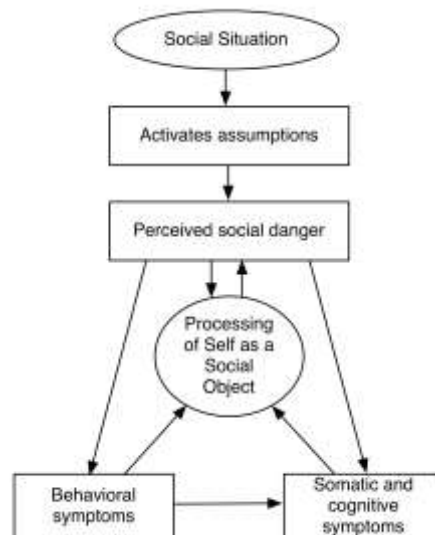 Social Situation
Activates assumptions
Perceived social danger
Processing
of Self as a
Social
Object
Behavioral
symptoms
Somatic and
cognitive
symptoms